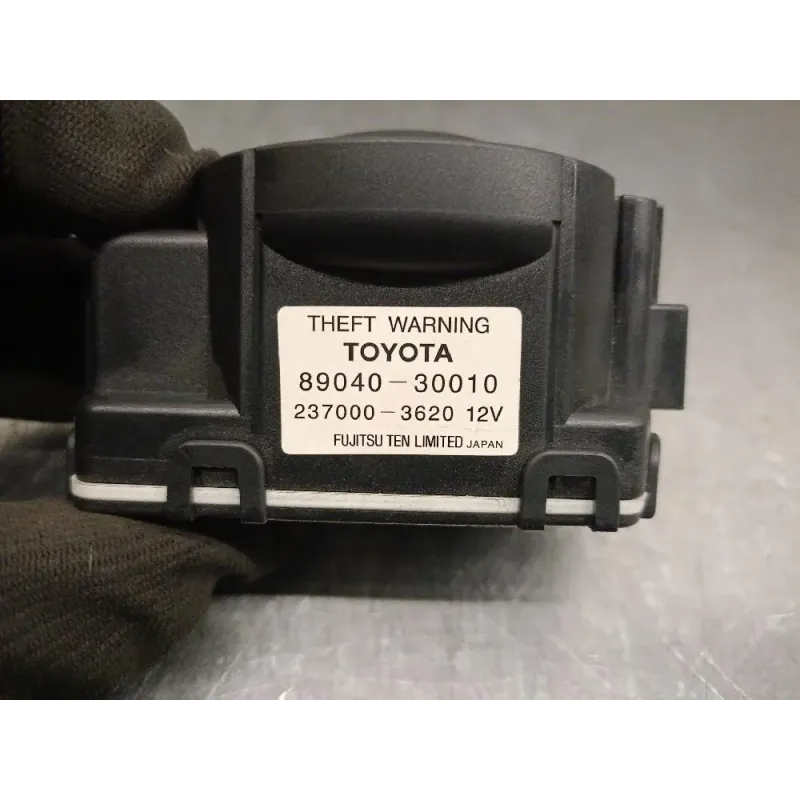 THEFT WARNING
TOYOTA
89040-30010
237000-3620 12V
FUJITSU TEN LIMITED JAPAN